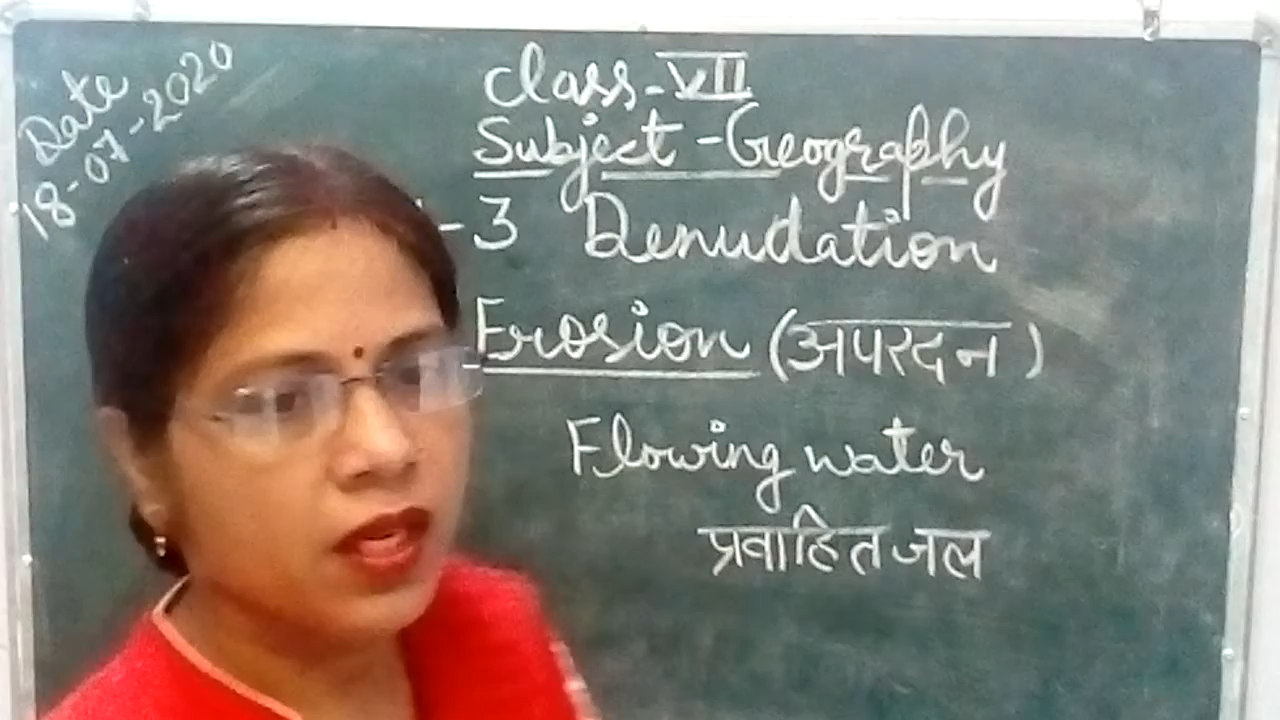 Date
18-07-2020
Class-VII
Subject-Geography
-3 Denudation
Erosion (अपरदन)
Flowing water
प्रवाहित जल